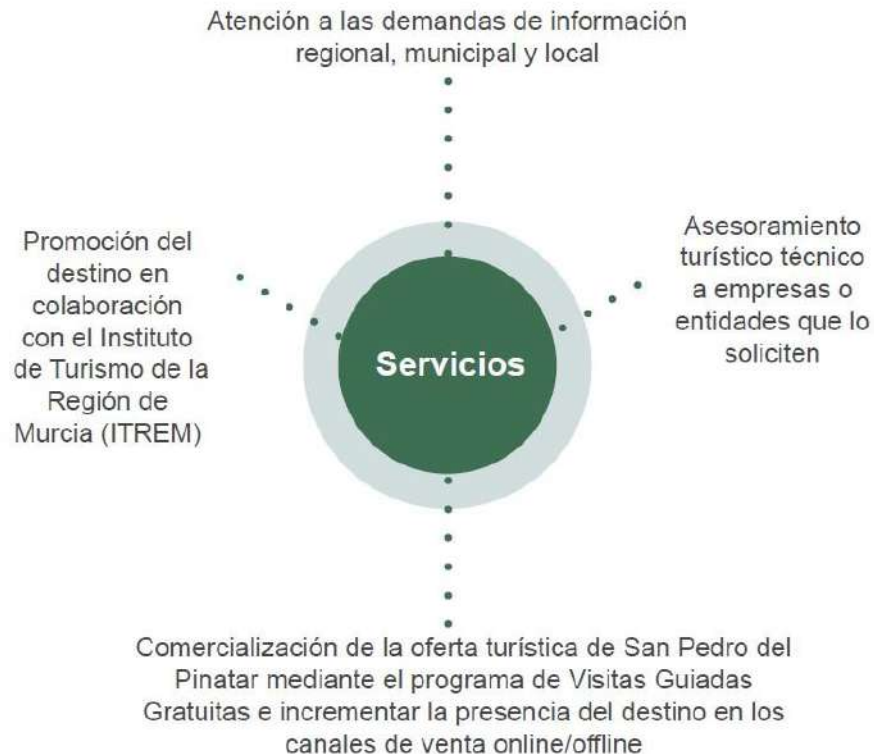 Atención a las demandas de información
regional, municipal y local
Promoción del
destino en
colaboración
con el Instituto
de Turismo de la
Región de
Murcia (ITREM)
Servicios
Asesoramiento
turístico técnico
a empresas o
entidades que lo
soliciten
Comercialización de la oferta turística de San Pedro del
Pinatar mediante el programa de Visitas Guiadas
Gratuitas e incrementar la presencia del destino en los
canales de venta online/offline